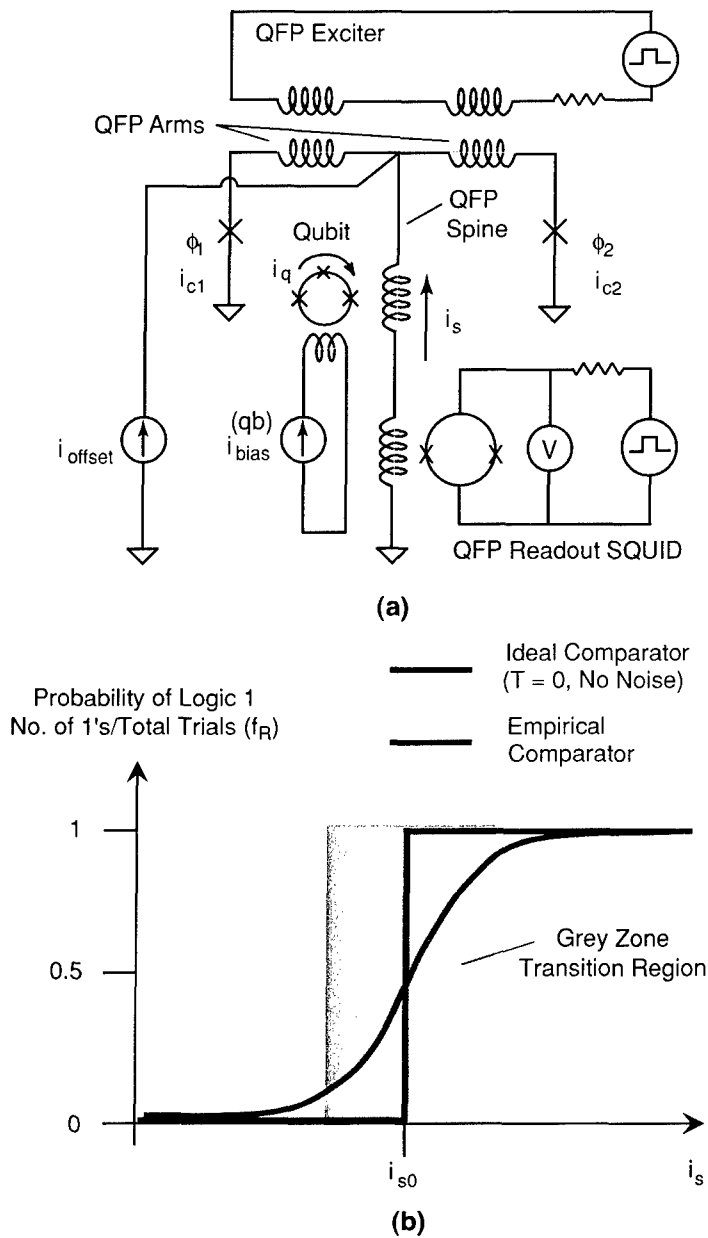 QFP Exciter
QFP Arms
QFP
Spine
Qubit
ϕ1
ic1
iq
is
ϕ2
ic2
i offset
(qb)
i bias
V
QFP Readout SQUID
(a)
Ideal Comparator
(T = 0, No Noise)
Probability of Logic 1
No. of 1's/Total Trials (fR)
Empirical
Comparator
1
0.5
0
Grey Zone
Transition Region
is0
is
(b)